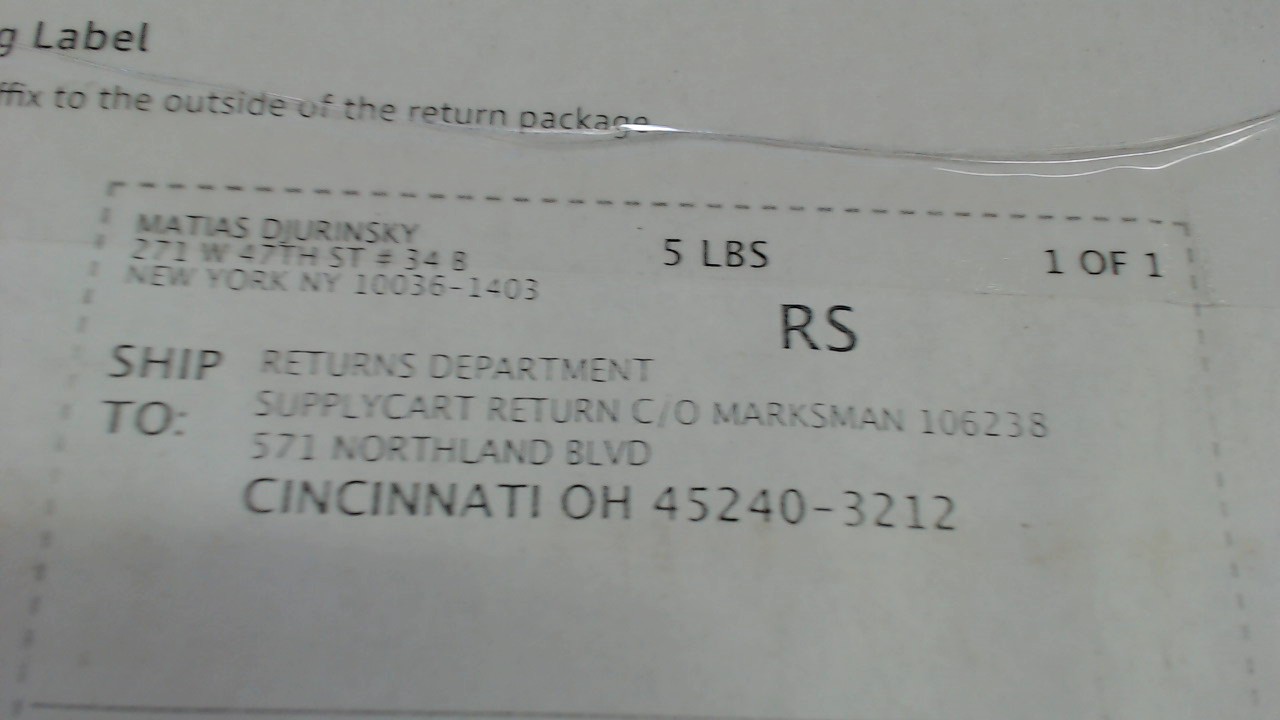 g Label
ffix to the outside of the return package
MATIAS DJURINSKY 5 LBS 1 OF 1
271 W 47TH ST # 34 B
NEW YORK NY 10036-1403
RS
SHIP TO: RETURNS DEPARTMENT
SUPPLYCART RETURN C/O MARKSMAN 106238
571 NORTHLAND BLVD
CINCINNATI OH 45240-3212